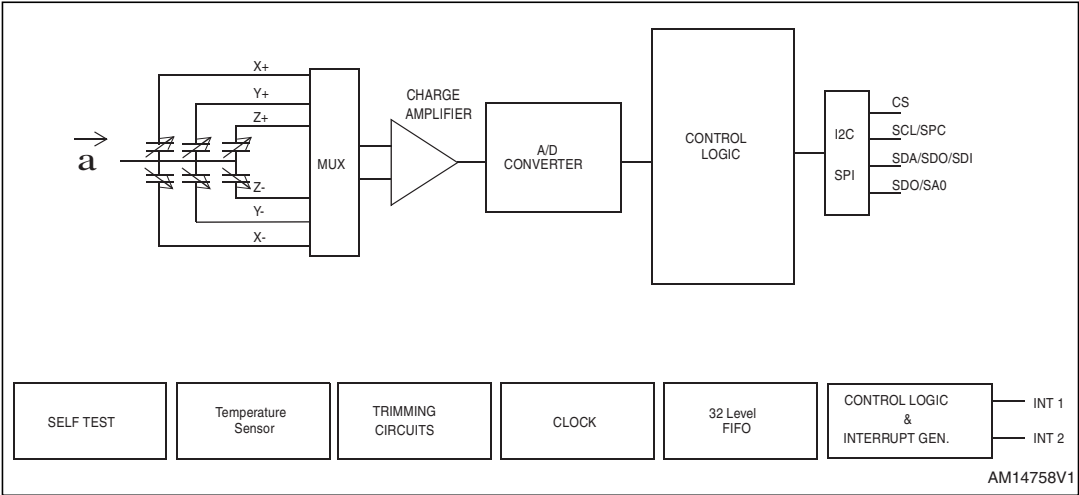 X+
Y+
Z+
a
Z-
Y-
X-
MUX
CHARGE
AMPLIFIER
A/D
CONVERTER
CONTROL
LOGIC
I2C
SPI
CS
SCL/SPC
SDA/SDO/SDI
SDO/SA0
SELF TEST
Temperature
Sensor
TRIMMING
CIRCUITS
CLOCK
32 Level
FIFO
CONTROL LOGIC
&
INTERRUPT GEN.
INT 1
INT 2
AM14758V1